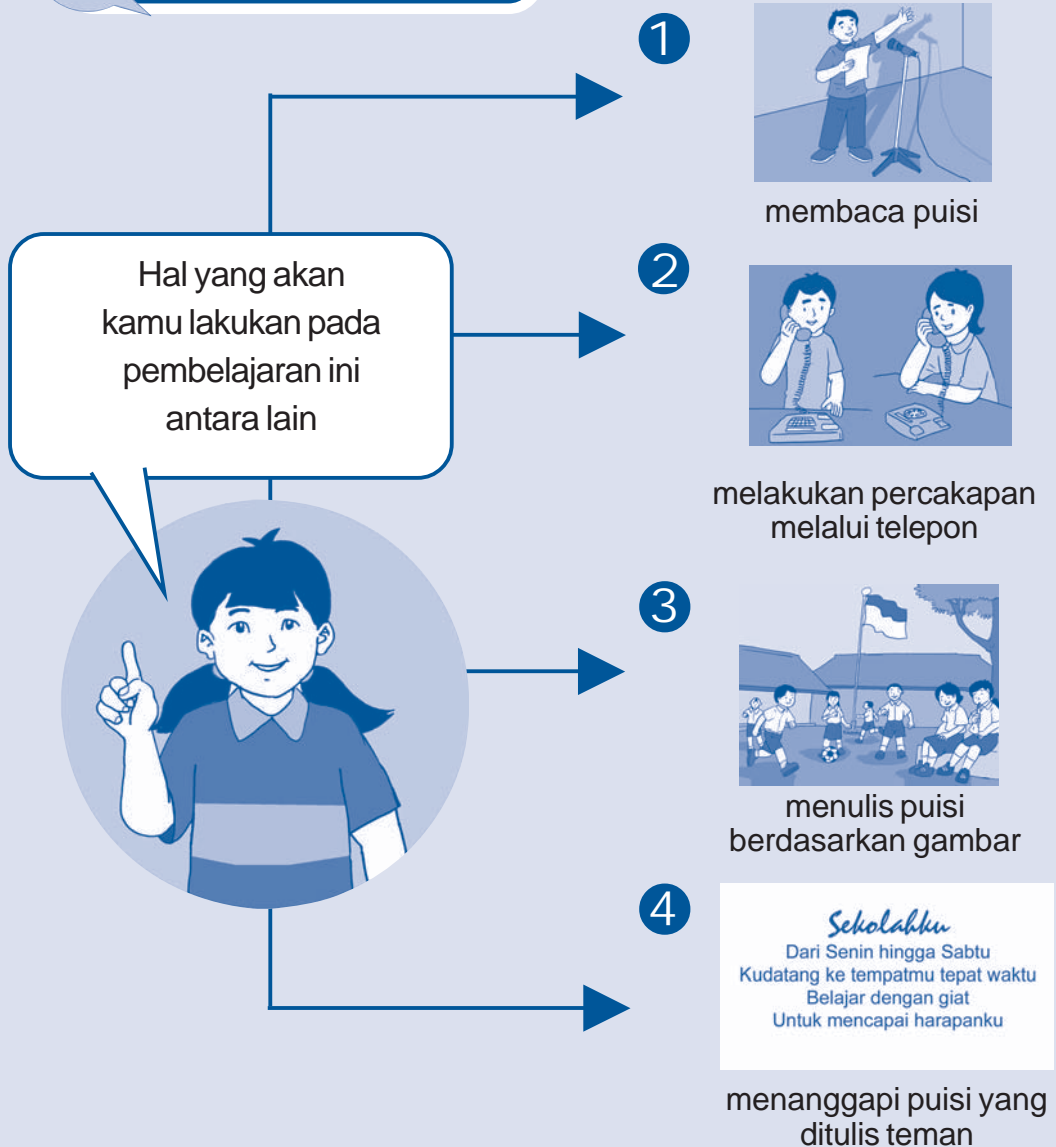 Hal yang akan
kamu lakukan pada
pembelajaran ini
antara lain
1
membaca puisi
2
melakukan percakapan
melalui telepon
3
menulis puisi
berdasarkan gambar
4
Sekolahku
Dari Senin hingga Sabtu
Kudatang ke tempatmu tepat waktu
Belajar dengan giat
Untuk mencapai harapanku
menanggapi puisi yang
ditulis teman